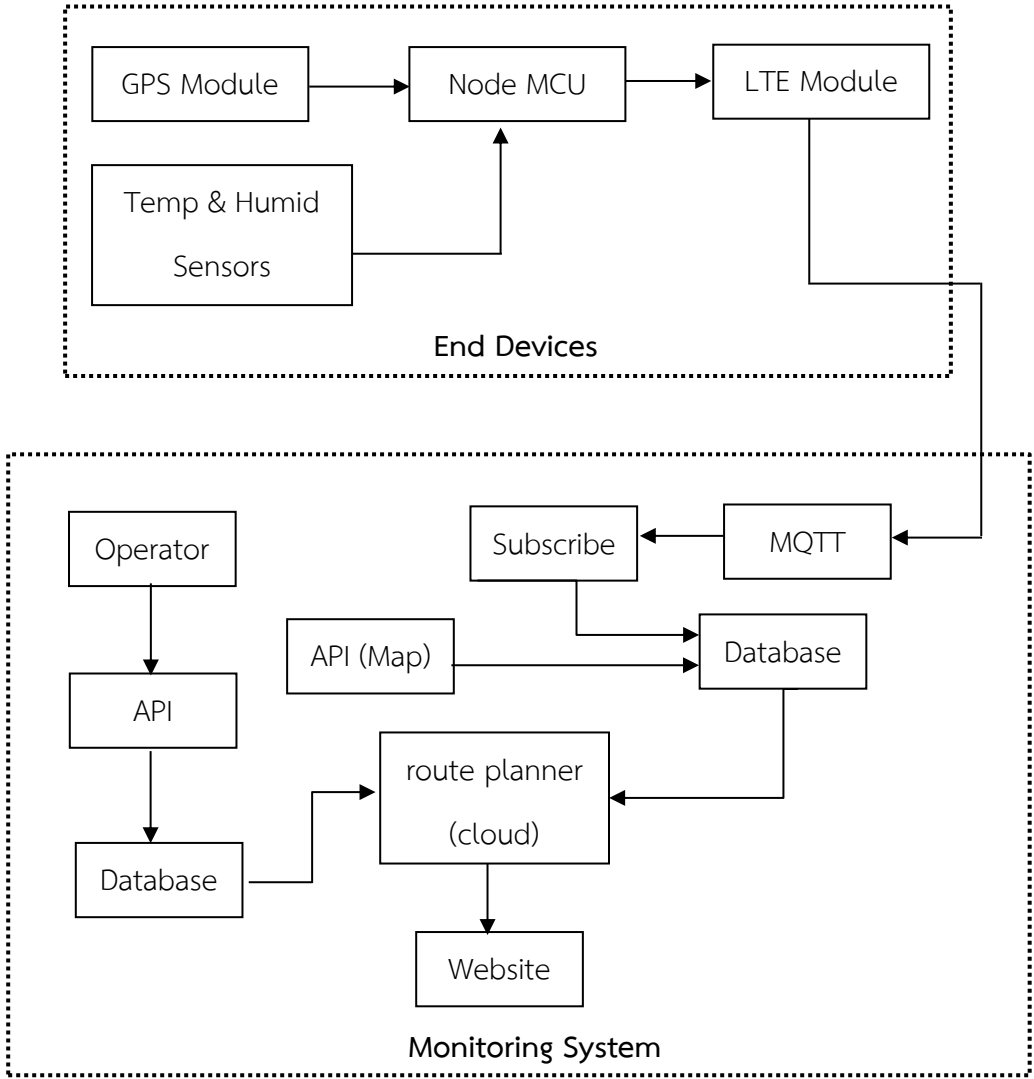 GPS Module
Node MCU
LTE Module
Temp & Humid
Sensors
End Devices
Operator
Subscribe
MQTT
API (Map)
Database
API
route planner
(cloud)
Database
Website
Monitoring System